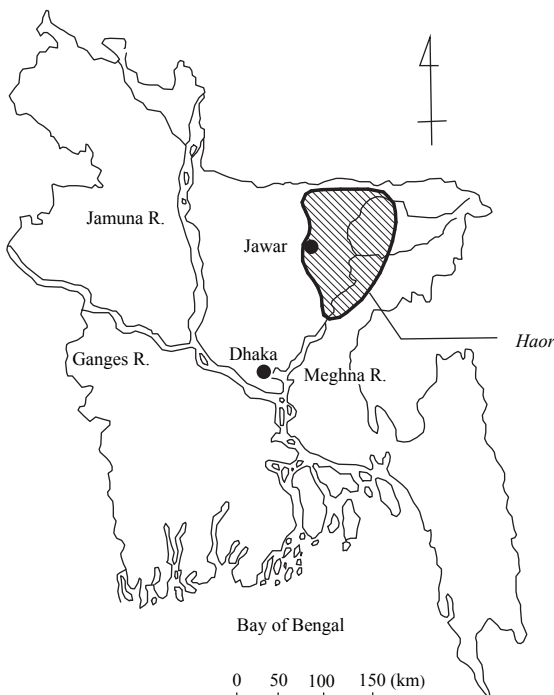 Jamuna R.
Jawar
Haor
Dhaka
Ganges R.
Meghna R.
Bay of Bengal
0 50 100 150 (km)